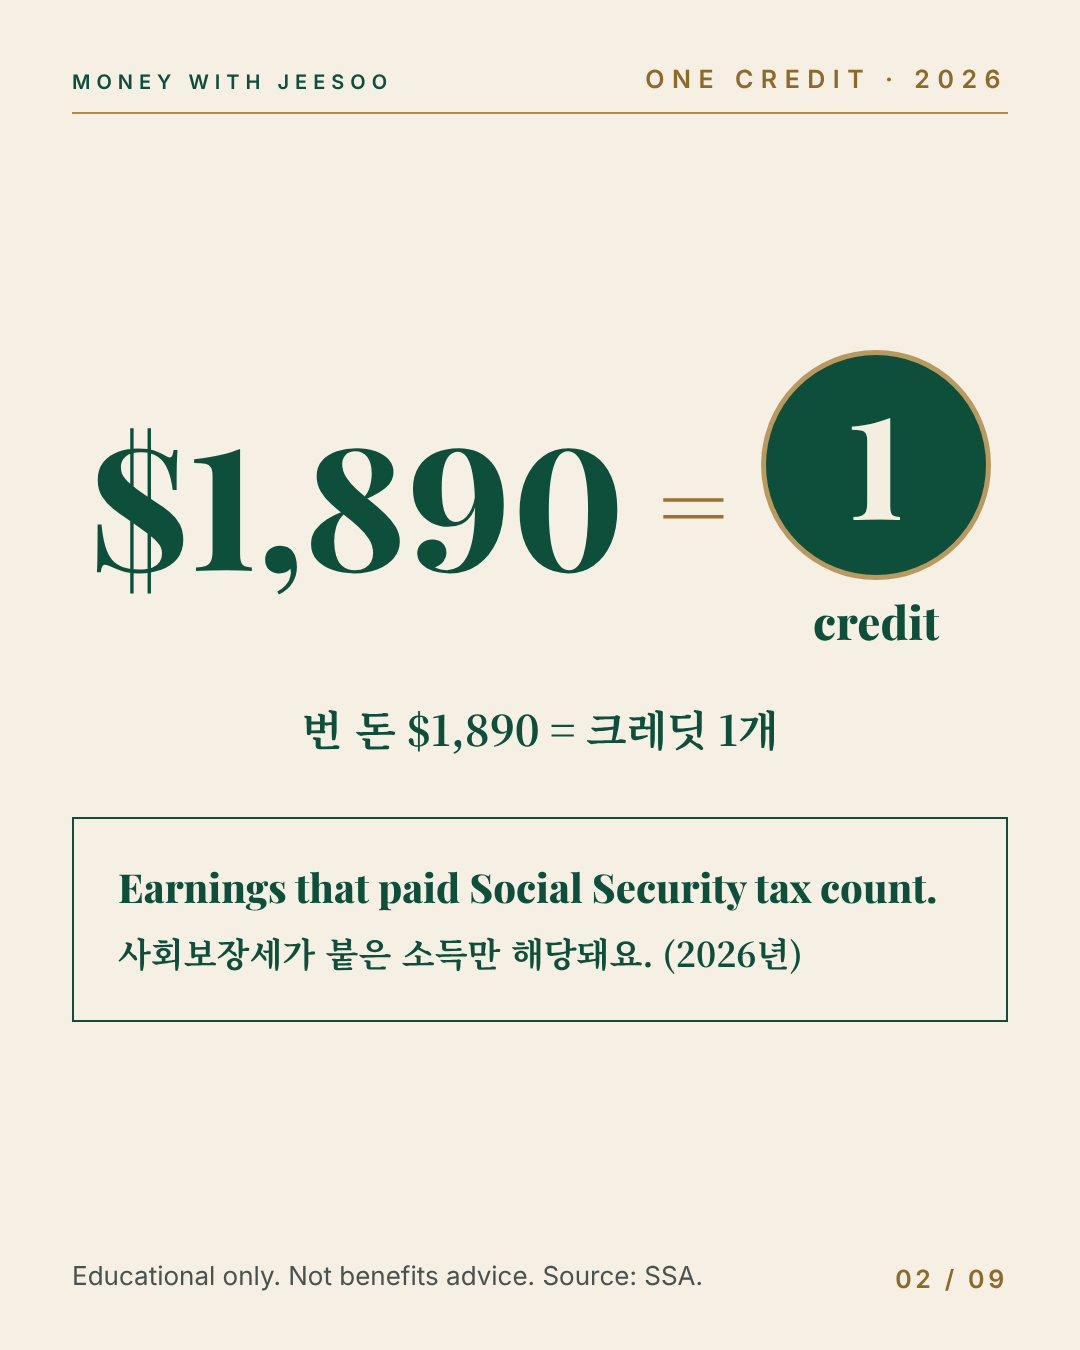 MONEY WITH JEESOO
ONE CREDIT · 2026
$1,890 = 1
credit
번 돈 $1,890 = 크레딧 1개
Earnings that paid Social Security tax count.
사회보장세가 붙은 소득만 해당돼요. (2026년)
Educational only. Not benefits advice. Source: SSA.
02 / 09